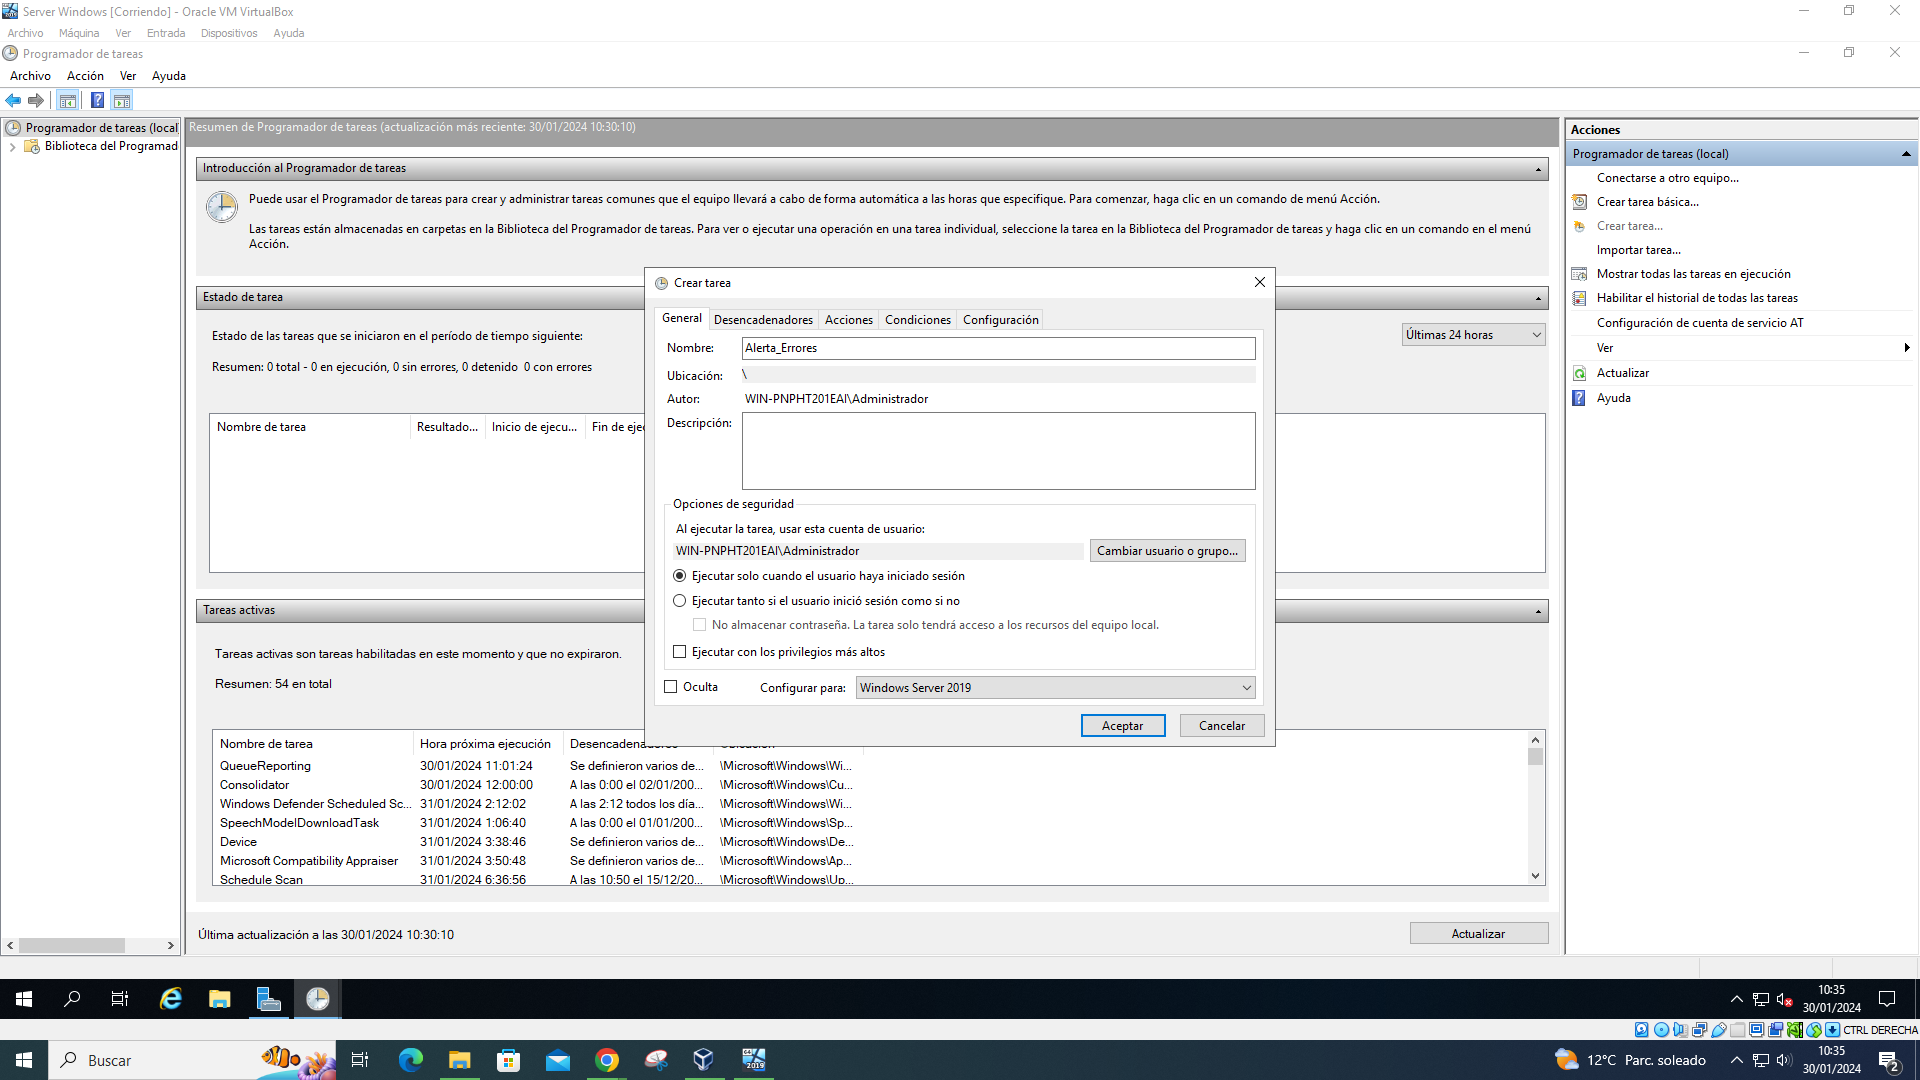 Server Windows [Corriendo] - Oracle VM VirtualBox
Archivo Máquina Ver Entrada Dispositivos Ayuda
Programador de tareas
Archivo Acción Ver Ayuda
Programador de tareas (local
Biblioteca del Programad
Resumen de Programador de tareas (actualización más reciente: 30/01/2024 10:30:10)
Introducción al Programador de tareas
Puede usar el Programador de tareas para crear y administrar tareas comunes que el equipo llevará a cabo de forma automática a las horas que especifique. Para comenzar, haga clic en un comando de menú Acción.
Las tareas están almacenadas en carpetas en la Biblioteca del Programador de tareas. Para ver o ejecutar una operación en una tarea individual, seleccione la tarea en la Biblioteca del Programador de tareas y haga clic en un comando en el menú
Acción.
Estado de tarea
Estado de las tareas que se iniciaron en el período de tiempo siguiente:
Últimas 24 horas
Resumen: 0 total - 0 en ejecución, 0 sin errores, 0 detenido 0 con errores
Nombre de tarea Resultado... Inicio de ejecu... Fin de ejec
Tareas activas
Tareas activas son tareas habilitadas en este momento y que no expiraron.
Resumen: 54 en total
Nombre de tarea Hora próxima ejecución Desencadenadores
QueueReporting 30/01/2024 11:01:24 Se definieron varios de... \Microsoft\Windows\Wi...
Consolidator 30/01/2024 12:00:00 A las 0:00 el 02/01/200... \Microsoft\Windows\Cu...
Windows Defender Scheduled Sc... 31/01/2024 2:12:02 A las 2:12 todos los día... \Microsoft\Windows\Wi...
SpeechModelDownloadTask 31/01/2024 1:06:40 A las 0:00 el 01/01/200... \Microsoft\Windows\Sp...
Device 31/01/2024 3:38:46 Se definieron varios de... \Microsoft\Windows\De...
Microsoft Compatibility Appraiser 31/01/2024 3:50:48 Se definieron varios de... \Microsoft\Windows\Ap...
Schedule Scan 31/01/2024 6:36:56 A las 10:50 el 15/12/20... \Microsoft\Windows\Up...
Última actualización a las 30/01/2024 10:30:10
Actualizar
Crear tarea
General Desencadenadores Acciones Condiciones Configuración
Nombre: Alerta_Errores
Ubicación: \
Autor: WIN-PNPHT201EAI\Administrador
Descripción:
Opciones de seguridad
Al ejecutar la tarea, usar esta cuenta de usuario:
WIN-PNPHT201EAI\Administrador
Cambiar usuario o grupo...
Ejecutar solo cuando el usuario haya iniciado sesión
Ejecutar tanto si el usuario inició sesión como si no
No almacenar contraseña. La tarea solo tendrá acceso a los recursos del equipo local.
Ejecutar con los privilegios más altos
Oculta Configurar para: Windows Server 2019
Aceptar Cancelar
Acciones
Programador de tareas (local)
Conectarse a otro equipo...
Crear tarea básica...
Crear tarea...
Importar tarea...
Mostrar todas las tareas en ejecución
Habilitar el historial de todas las tareas
Configuración de cuenta de servicio AT
Ver
Actualizar
Ayuda
10:35
30/01/2024
CTRL DERECHA
Buscar
12°C Parc. soleado
10:35
30/01/2024
2